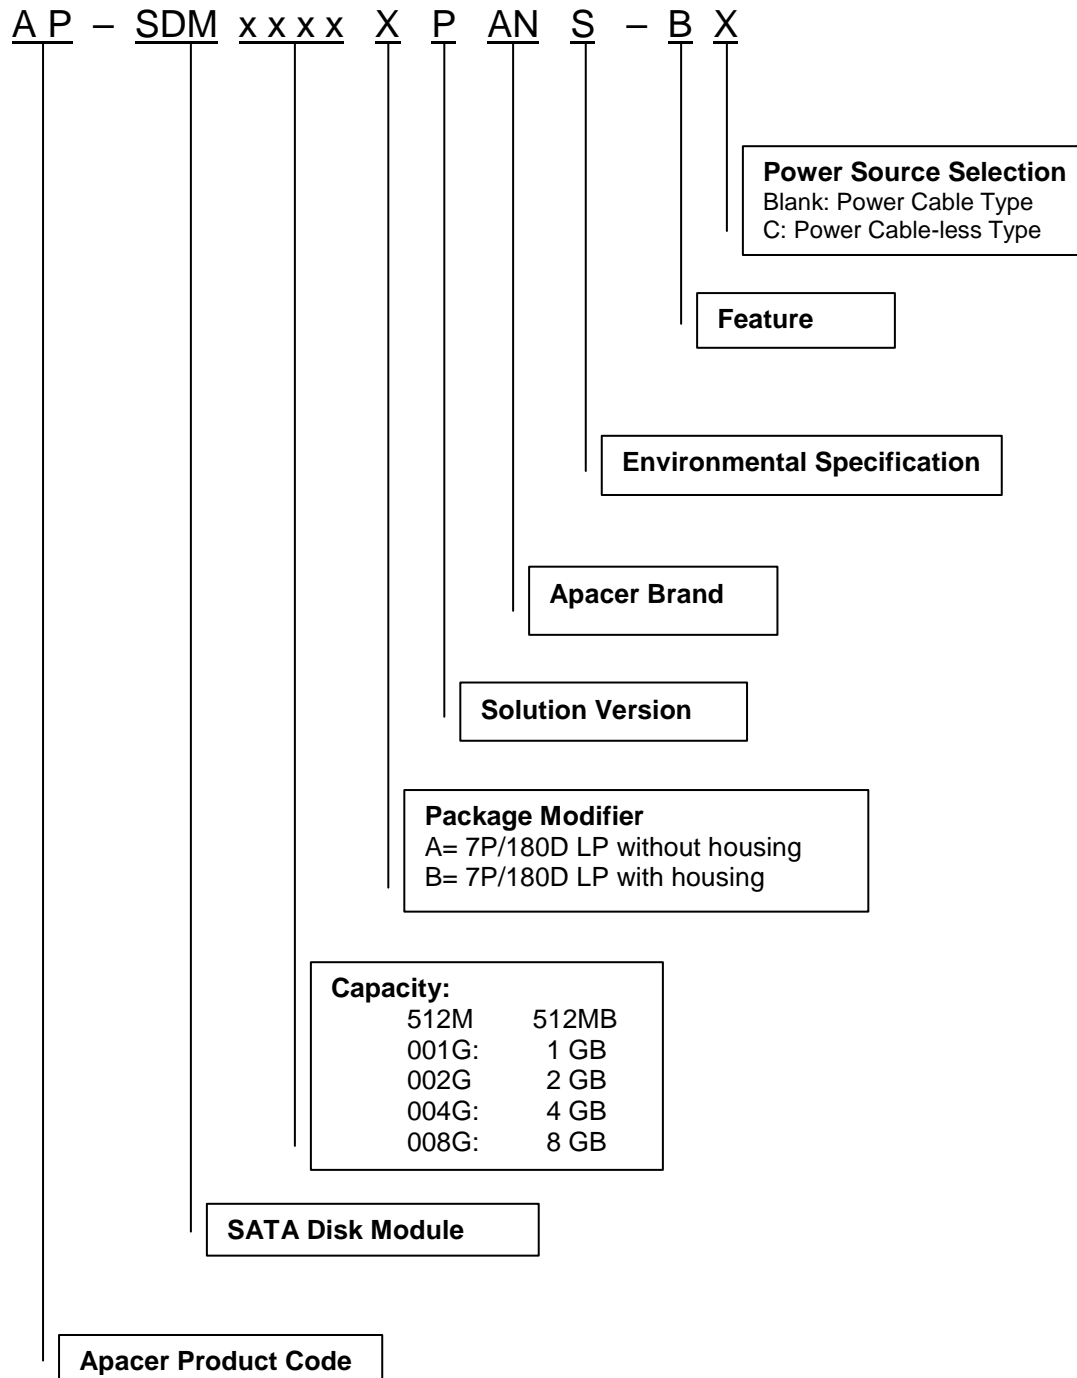 A P – SDM x x x x X P AN S – B X
Power Source Selection
Blank: Power Cable Type
C: Power Cable-less Type
Feature
Environmental Specification
Apacer Brand
Solution Version
Package Modifier
A= 7P/180D LP without housing
B= 7P/180D LP with housing
Capacity:
512M 512MB
001G: 1 GB
002G 2 GB
004G: 4 GB
008G: 8 GB
SATA Disk Module
Apacer Product Code